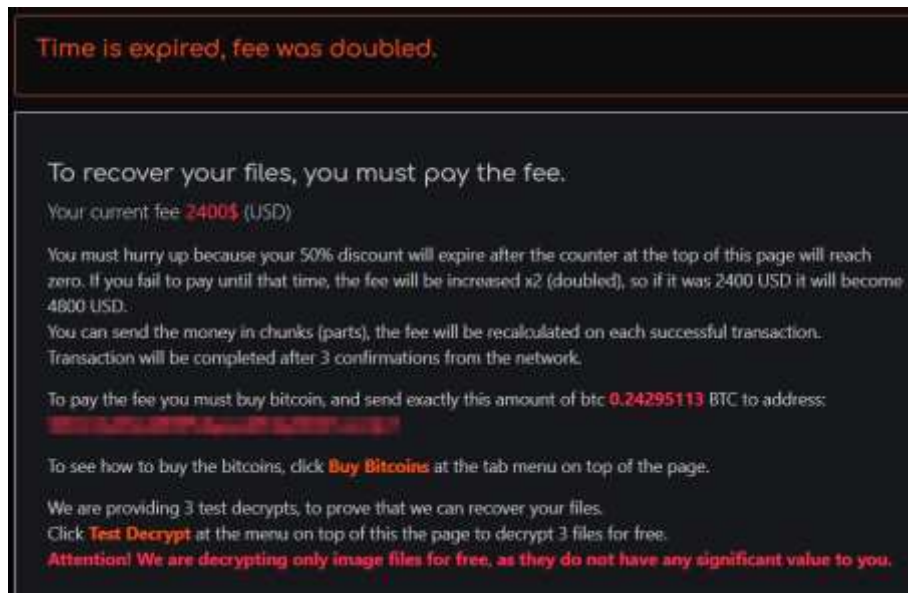 Time is expired, fee was doubled.
To recover your files, you must pay the fee.
Your current fee 2400$ (USD)
You must hurry up because your 50% discount will expire after the counter at the top of this page will reach
zero. If you fail to pay until that time, the fee will be increased x2 (doubled), so if it was 2400 USD it will become
4800 USD.
You can send the money in chunks (parts), the fee will be recalculated on each successful transaction.
Transaction will be completed after 3 confirmations from the network.
To pay the fee you must buy bitcoin, and send exactly this amount of btc 0.24295113 BTC to address:
To see how to buy the bitcoins, click Buy Bitcoins at the tab menu on top of the page.
We are providing 3 test decrypts, to prove that we can recover your files.
Click Test Decrypt at the menu on top of this the page to decrypt 3 files for free.
Attention! We are decrypting only image files for free, as they do not have any significant value to you.